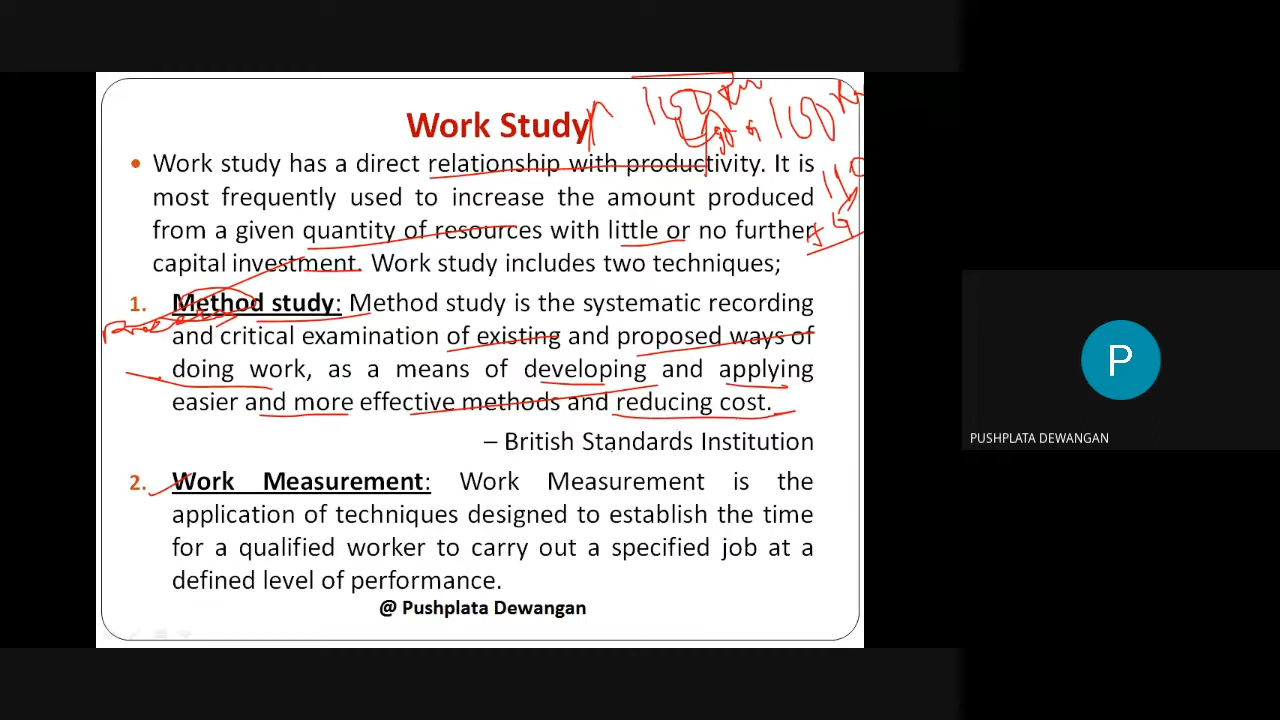 Work Study
• Work study has a direct relationship with productivity. It is
most frequently used to increase the amount produced
from a given quantity of resources with little or no further
capital investment. Work study includes two techniques;
1. Method study: Method study is the systematic recording
and critical examination of existing and proposed ways of
doing work, as a means of developing and applying
easier and more effective methods and reducing cost.
– British Standards Institution
2. Work Measurement: Work Measurement is the
application of techniques designed to establish the time
for a qualified worker to carry out a specified job at a
defined level of performance.
@ Pushplata Dewangan
P
PUSHPLATA DEWANGAN